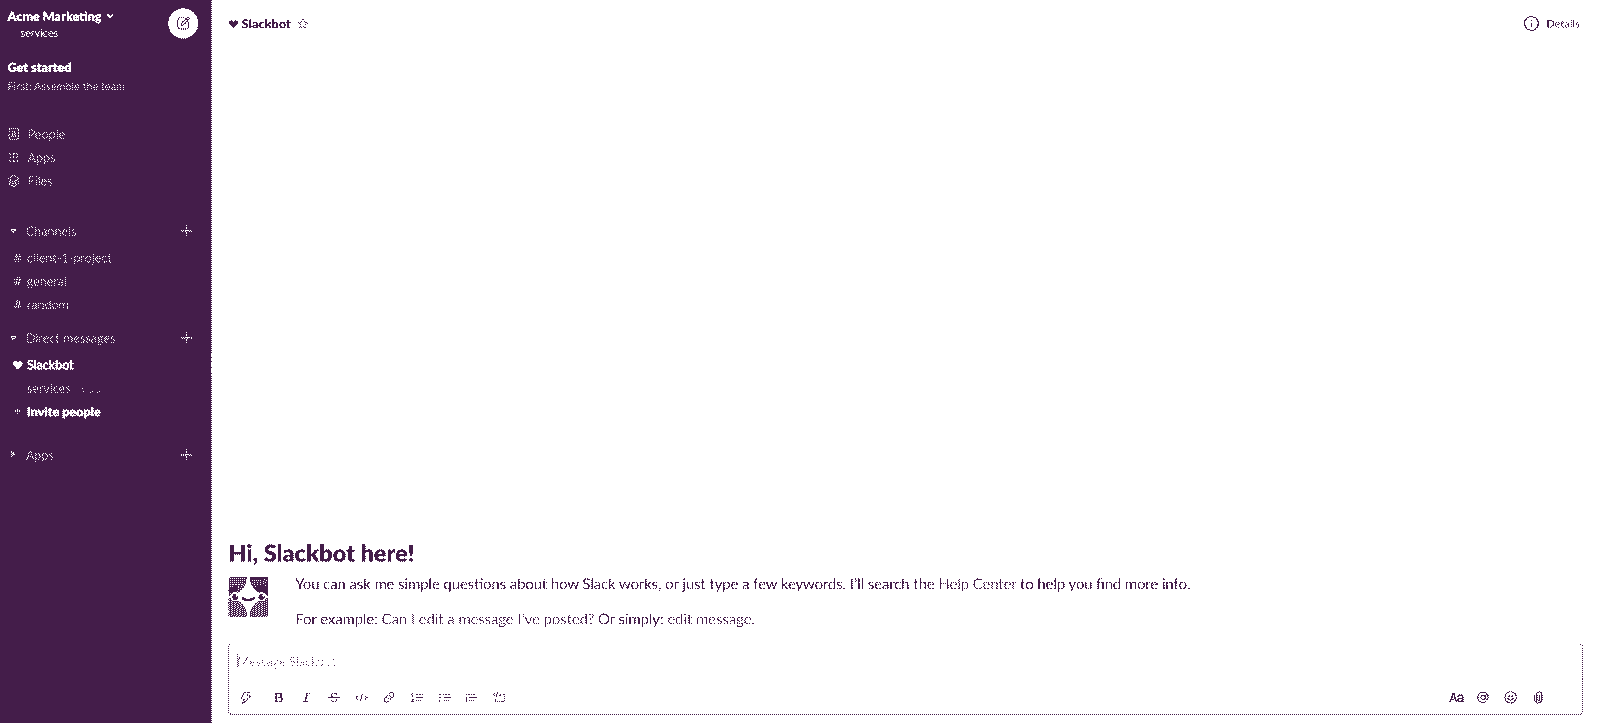 Acme Marketing
services
Get started
First: Assemble the team
People
Apps
Files
Channels
# client-1-project
# general
# random
Direct messages
Slackbot
services
+ Invite people
Apps
Slackbot
Details
Hi, Slackbot here!
You can ask me simple questions about how Slack works, or just type a few keywords. I'll search the Help Center to help you find more info.
For example: Can I edit a message I've posted? Or simply: edit message.
Message Slackbot
B I S </>
Aa @